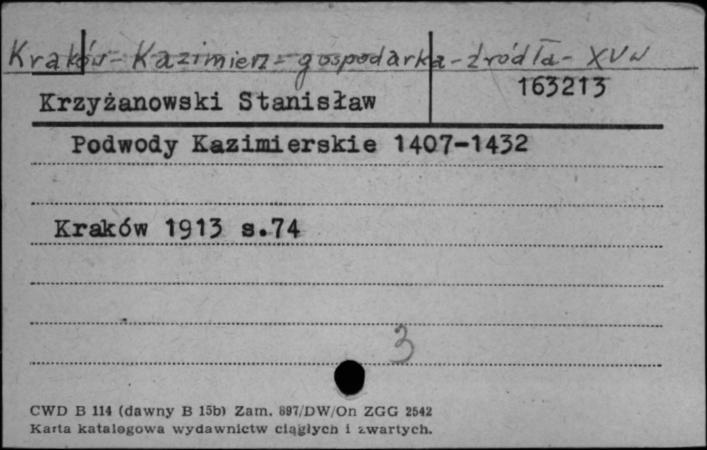 Kraków - Kazimierz - gospodarka - źródła - XV w
163213
Krzyżanowski Stanisław
Podwody Kazimierskie 1407-1432
Kraków 1913 s.74
3
CWD B 114 (dawny B 15b) Zam. 897/DW/On ZGG 2542
Karta katalogowa wydawnictw ciągłych i zwartych.